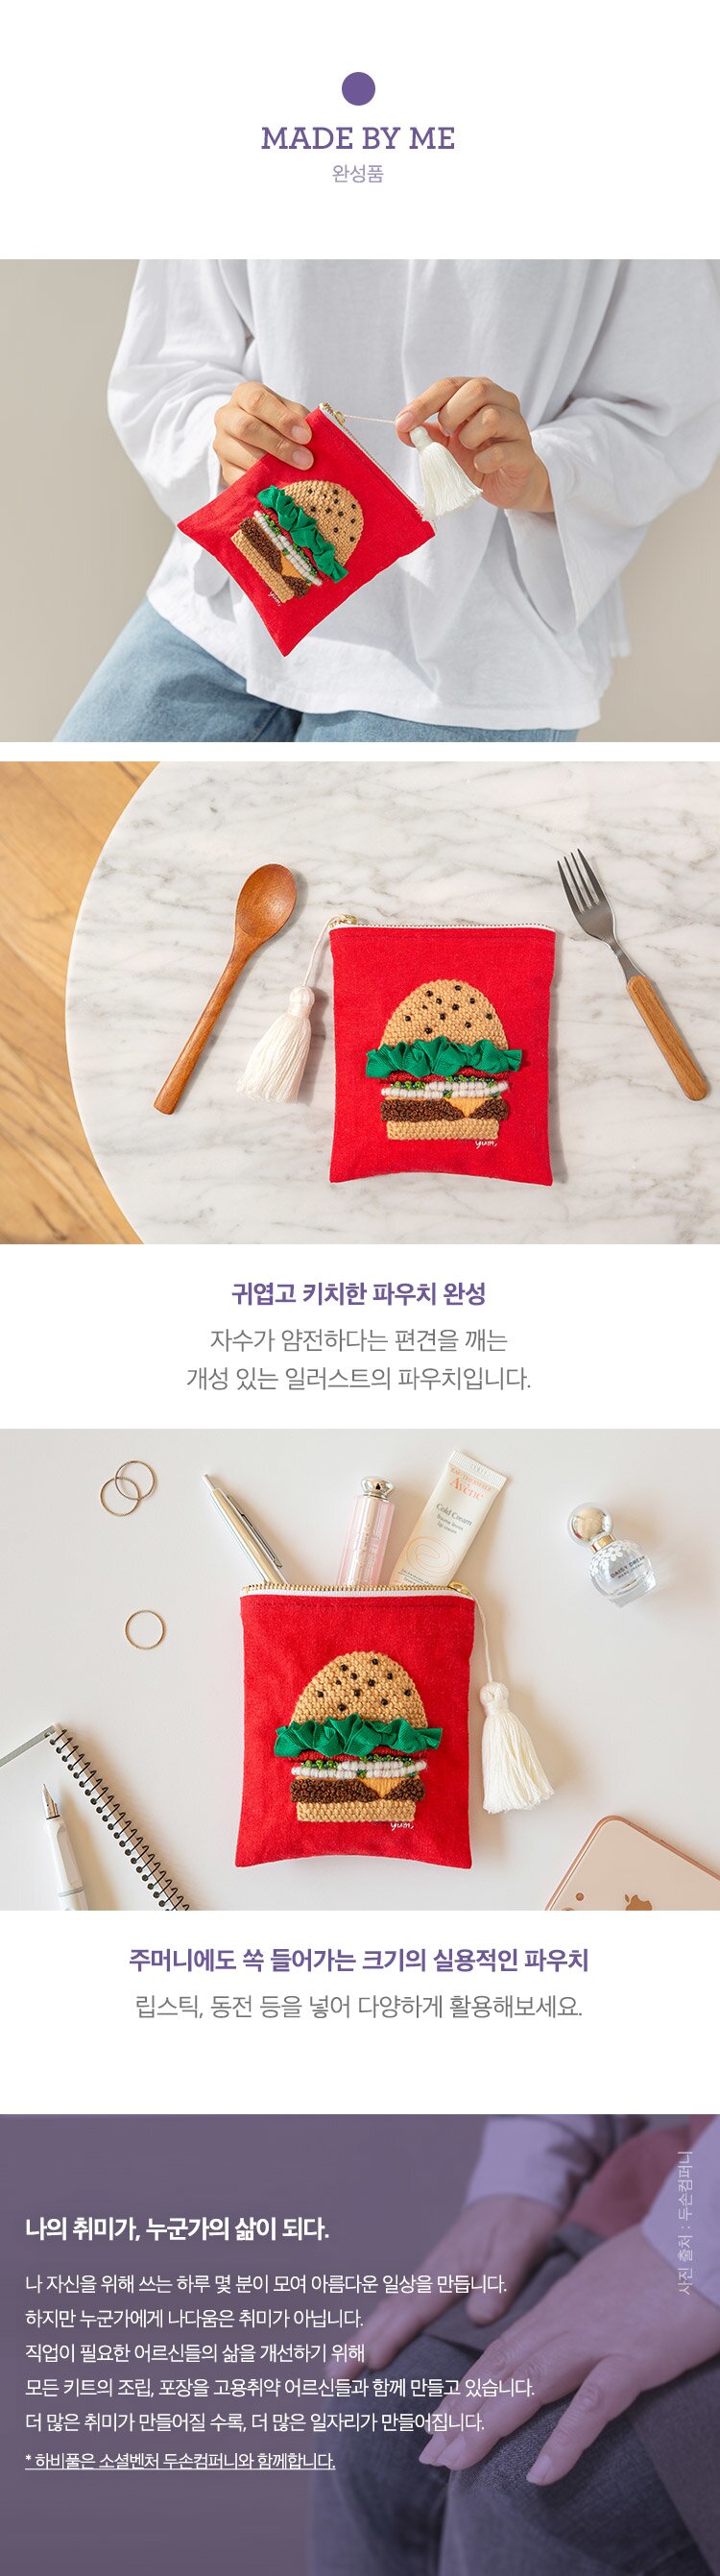 MADE BY ME
완성품
yum,
yum,
귀엽고 키치한 파우치 완성
자수가 얌전하다는 편견을 깨는
개성 있는 일러스트의 파우치입니다.
Avène
Cold Cream
yum,
주머니에도 쏙 들어가는 크기의 실용적인 파우치
립스틱, 동전 등을 넣어 다양하게 활용해보세요.
사진 출처 : 두손컴퍼니
나의 취미가, 누군가의 삶이 되다.
나 자신을 위해 쓰는 하루 몇 분이 모여 아름다운 일상을 만듭니다.
하지만 누군가에게 나다움은 취미가 아닙니다.
직업이 필요한 어르신들의 삶을 개선하기 위해
모든 키트의 조립, 포장을 고용취약 어르신들과 함께 만들고 있습니다.
더 많은 취미가 만들어질 수록, 더 많은 일자리가 만들어집니다.
* 하비풀은 소셜벤처 두손컴퍼니와 함께합니다.